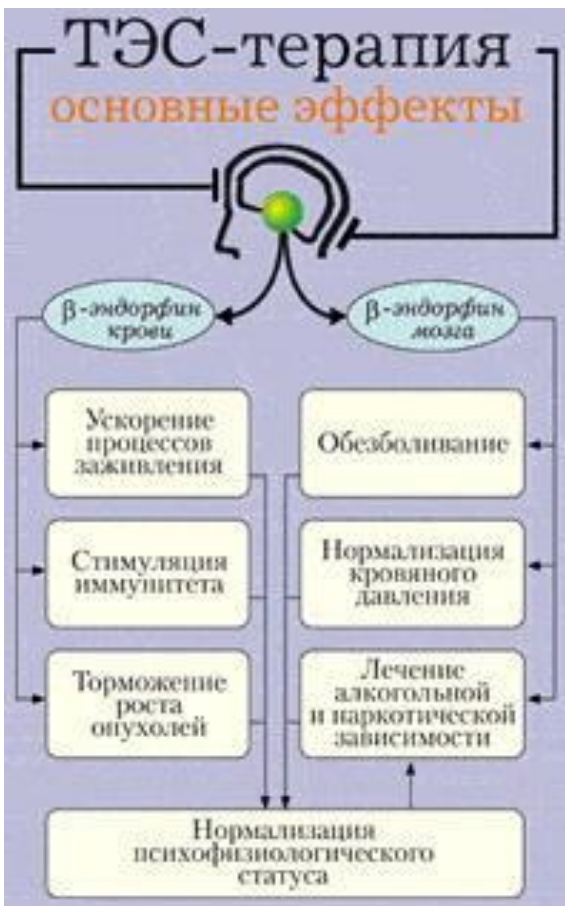 ТЭС-терапия
основные эффекты
β-эндорфин
крови
β-эндорфин
мозга
Ускорение
процессов
заживления
Обезболивание
Стимуляция
иммунитета
Нормализация
кровяного
давления
Торможение
роста
опухолей
Лечение
алкогольной
и наркотической
зависимости
Нормализация
психофизиологического
статуса